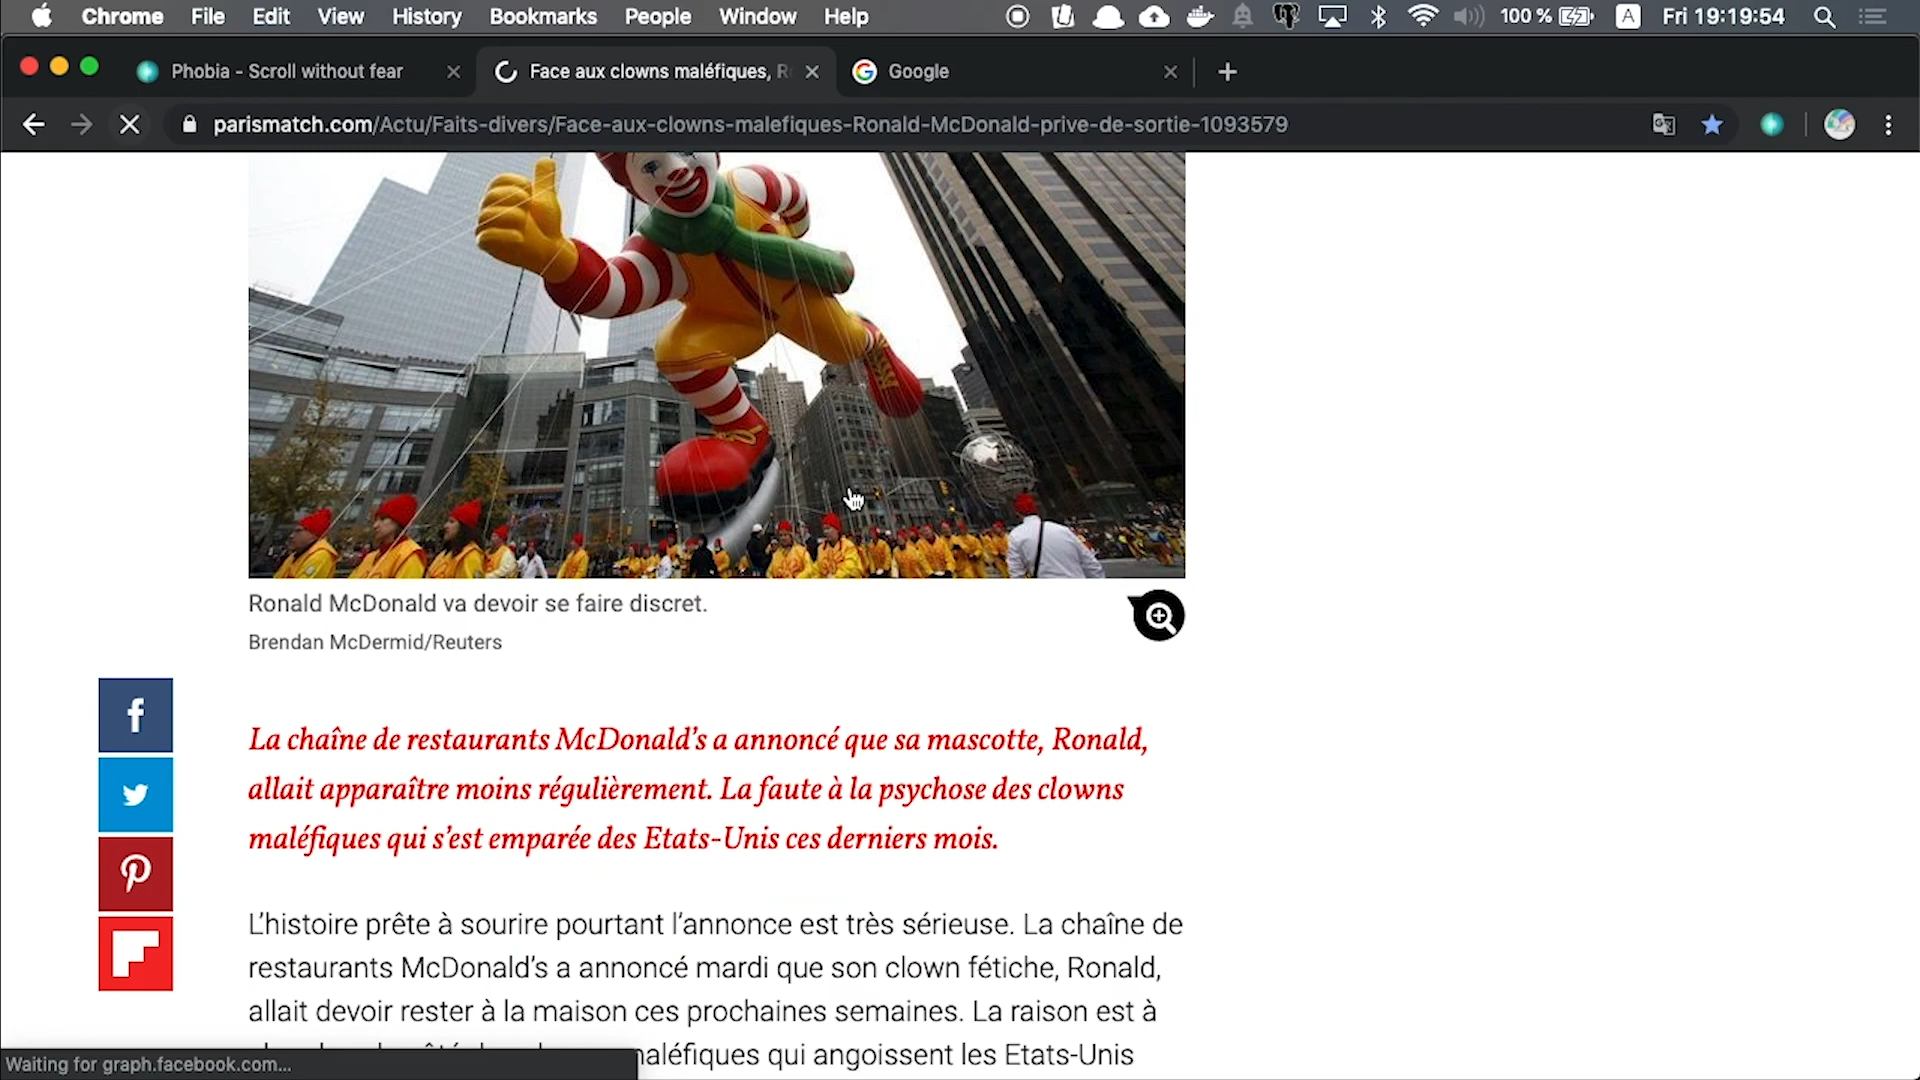 Chrome File Edit View History Bookmarks People Window Help 100 % A Fri 19:19:54
Phobia - Scroll without fear Face aux clowns maléfiques, R Google
parismatch.com/Actu/Faits-divers/Face-aux-clowns-malefiques-Ronald-McDonald-prive-de-sortie-1093579
Ronald McDonald va devoir se faire discret.
Brendan McDermid/Reuters
La chaîne de restaurants McDonald’s a annoncé que sa mascotte, Ronald,
allait apparaître moins régulièrement. La faute à la psychose des clowns
maléfiques qui s’est emparée des Etats-Unis ces derniers mois.
L’histoire prête à sourire pourtant l’annonce est très sérieuse. La chaîne de
restaurants McDonald’s a annoncé mardi que son clown fétiche, Ronald,
allait devoir rester à la maison ces prochaines semaines. La raison est à
maléfiques qui angoissent les Etats-Unis
Waiting for graph.facebook.com...